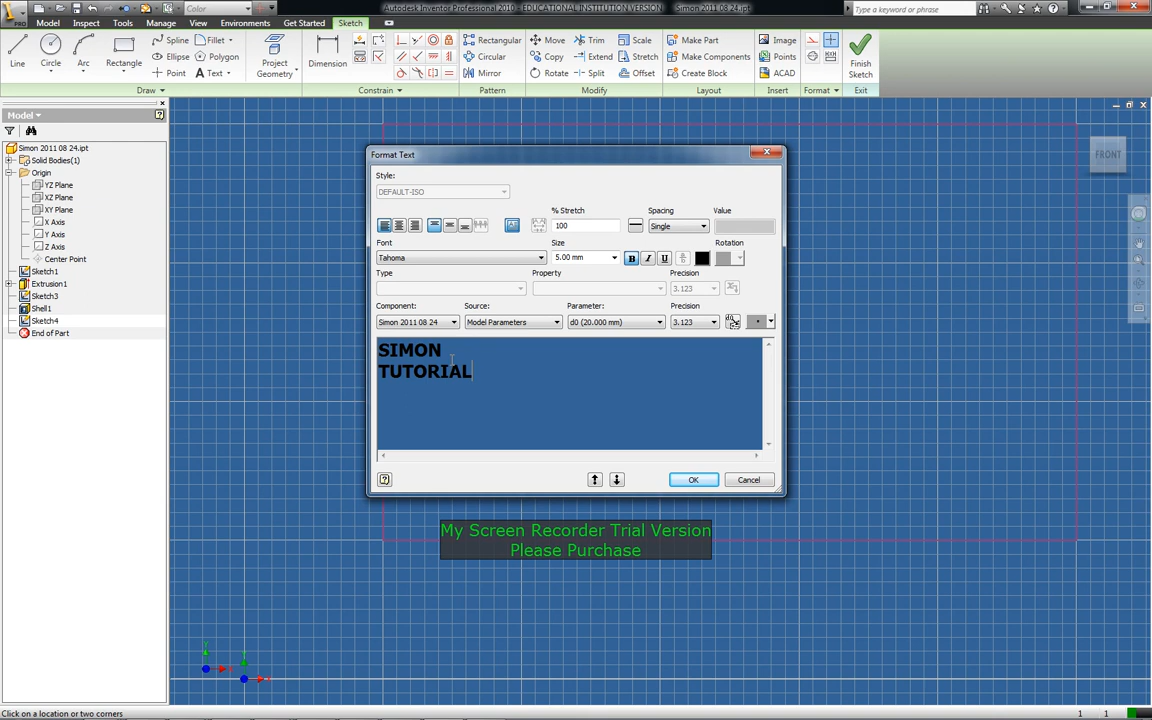 Autodesk Inventor Professional 2010 - EDUCATIONAL INSTITUTION VERSION Simon 2011 08 24.ipt
Type a keyword or phrase
Color
PRO
Model Inspect Tools Manage View Environments Get Started Sketch
Line Circle Arc Rectangle
Spline Fillet
Ellipse Polygon
Point Text
Project
Geometry
Dimension
Rectangular
Circular
Mirror
Move Trim Scale
Copy Extend Stretch
Rotate Split Offset
Make Part
Make Components
Create Block
Image
Points
ACAD
Finish
Sketch
Draw Constrain Pattern Modify Layout Insert Format Exit
Model
Simon 2011 08 24.ipt
Solid Bodies(1)
Origin
YZ Plane
XZ Plane
XY Plane
X Axis
Y Axis
Z Axis
Center Point
Sketch1
Extrusion1
Sketch3
Shell1
Sketch4
End of Part
FRONT
Format Text
Style:
DEFAULT-ISO
% Stretch Spacing Value
100 Single
Font Size Rotation
Tahoma 5.00 mm B I U
Type Property Precision
3.123
Component: Source: Parameter: Precision
Simon 2011 08 24 Model Parameters d0 (20.000 mm) 3.123
SIMON
TUTORIAL
OK Cancel
My Screen Recorder Trial Version
Please Purchase
Click on a location or two corners 1 1